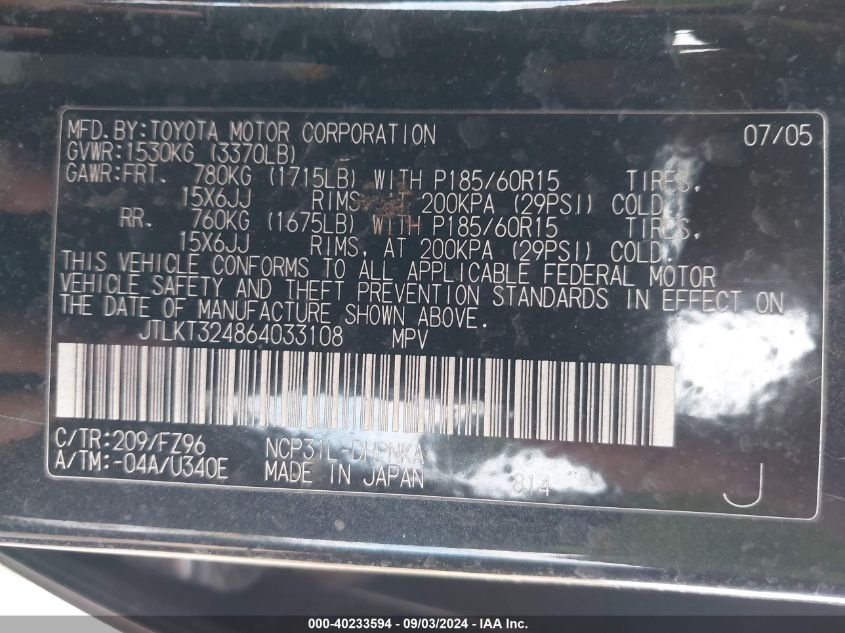 MFD.BY:TOYOTA MOTOR CORPORATION 07/05
GVWR:1530KG (3370LB)
GAWR:FRT. 780KG (1715LB) WITH P185/60R15 TIRES,
15X6JJ RIMS, AT 200KPA (29PSI) COLD.
RR. 760KG (1675LB) WITH P185/60R15 TIRES,
15X6JJ RIMS, AT 200KPA (29PSI) COLD.
THIS VEHICLE CONFORMS TO ALL APPLICABLE FEDERAL MOTOR
VEHICLE SAFETY AND THEFT PREVENTION STANDARDS IN EFFECT ON
THE DATE OF MANUFACTURE SHOWN ABOVE.
JTLKT324864033108 MPV
C/TR:209/FZ96 NCP31L-DHPNKA
A/TM:-04A/U340E MADE IN JAPAN 814 J
000-40233594 - 09/03/2024 - IAA Inc.